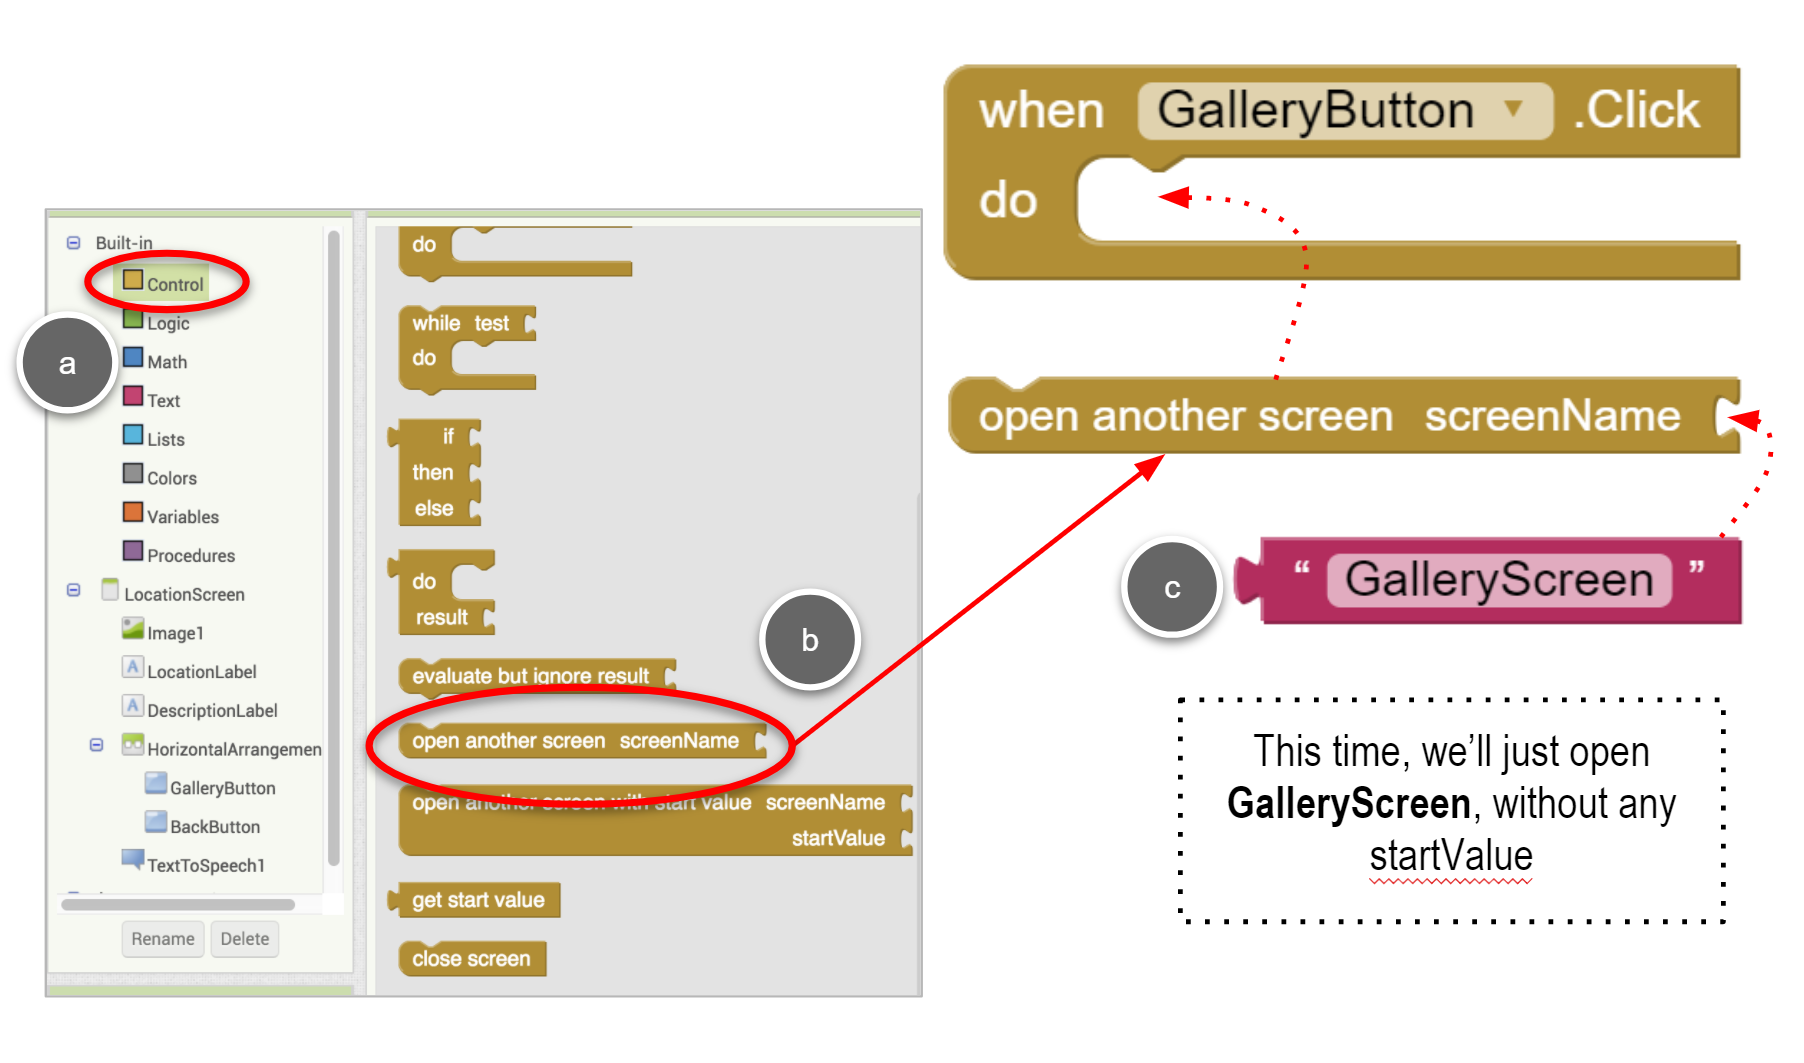 when GalleryButton ▼ .Click
do
Built-in
Control
Logic
Math
Text
Lists
Colors
Variables
Procedures
LocationScreen
Image1
A LocationLabel
A DescriptionLabel
HorizontalArrangemen
GalleryButton
BackButton
TextToSpeech1
Rename Delete
a
do
while test
do
if
then
else
do
result
evaluate but ignore result
open another screen screenName
open another screen with start value screenName
startValue
get start value
close screen
b
open another screen screenName
c
“ GalleryScreen ”
This time, we’ll just open
GalleryScreen, without any
startValue